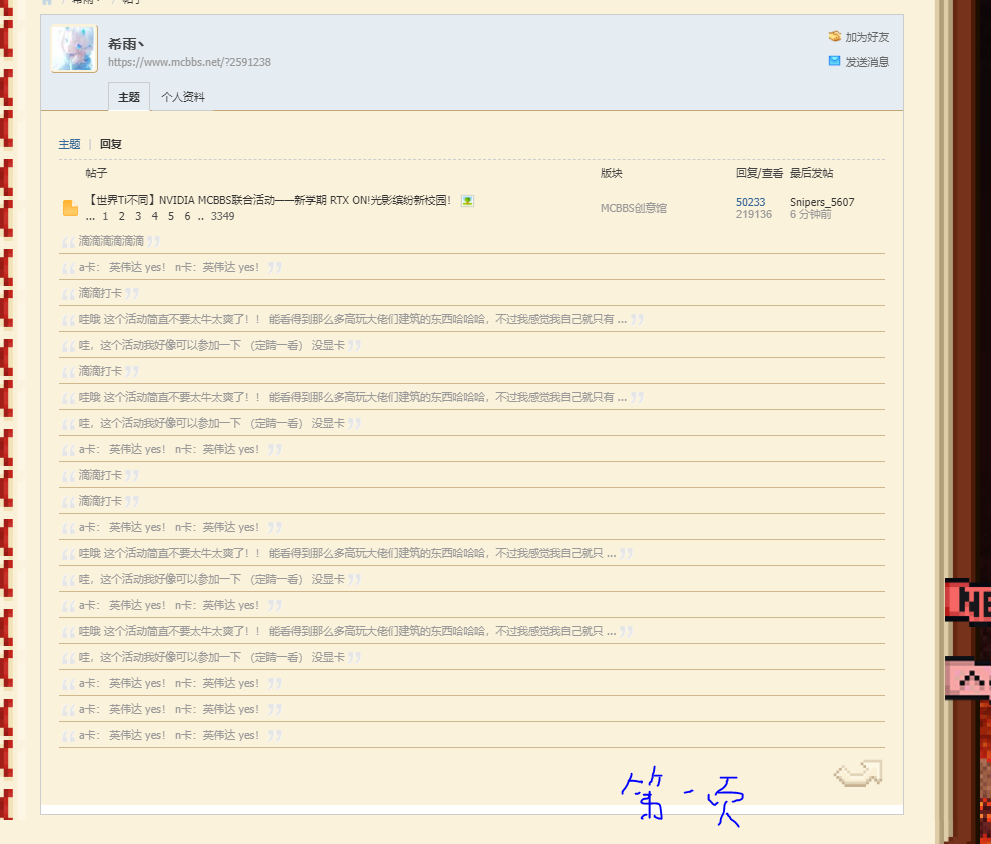 希雨丶
https://www.mcbbs.net/?2591238
加为好友
发送消息
主题 个人资料
主题 | 回复
帖子 版块 回复/查看 最后发帖
【世界Ti不同】NVIDIA MCBBS联合活动——新学期 RTX ON!光影缤纷新校园! MCBBS创意馆 50233 Snipers_5607
... 1 2 3 4 5 6 .. 3349 219136 6 分钟前
滴滴滴滴滴滴
a卡: 英伟达 yes! n卡: 英伟达 yes!
滴滴打卡
哇哦 这个活动简直不要太牛太爽了!! 能看得到那么多高玩大佬们建筑的东西哈哈哈, 不过我感觉我自己就只有 ...
哇, 这个活动我好像可以参加一下 (定睛一看) 没显卡
滴滴打卡
哇哦 这个活动简直不要太牛太爽了!! 能看得到那么多高玩大佬们建筑的东西哈哈哈, 不过我感觉我自己就只有 ...
哇, 这个活动我好像可以参加一下 (定睛一看) 没显卡
a卡: 英伟达 yes! n卡: 英伟达 yes!
滴滴打卡
滴滴打卡
a卡: 英伟达 yes! n卡: 英伟达 yes!
哇哦 这个活动简直不要太牛太爽了!! 能看得到那么多高玩大佬们建筑的东西哈哈哈, 不过我感觉我自己就只 ...
哇, 这个活动我好像可以参加一下 (定睛一看) 没显卡
a卡: 英伟达 yes! n卡: 英伟达 yes!
哇哦 这个活动简直不要太牛太爽了!! 能看得到那么多高玩大佬们建筑的东西哈哈哈, 不过我感觉我自己就只 ...
哇, 这个活动我好像可以参加一下 (定睛一看) 没显卡
a卡: 英伟达 yes! n卡: 英伟达 yes!
a卡: 英伟达 yes! n卡: 英伟达 yes!
a卡: 英伟达 yes! n卡: 英伟达 yes!
第一页